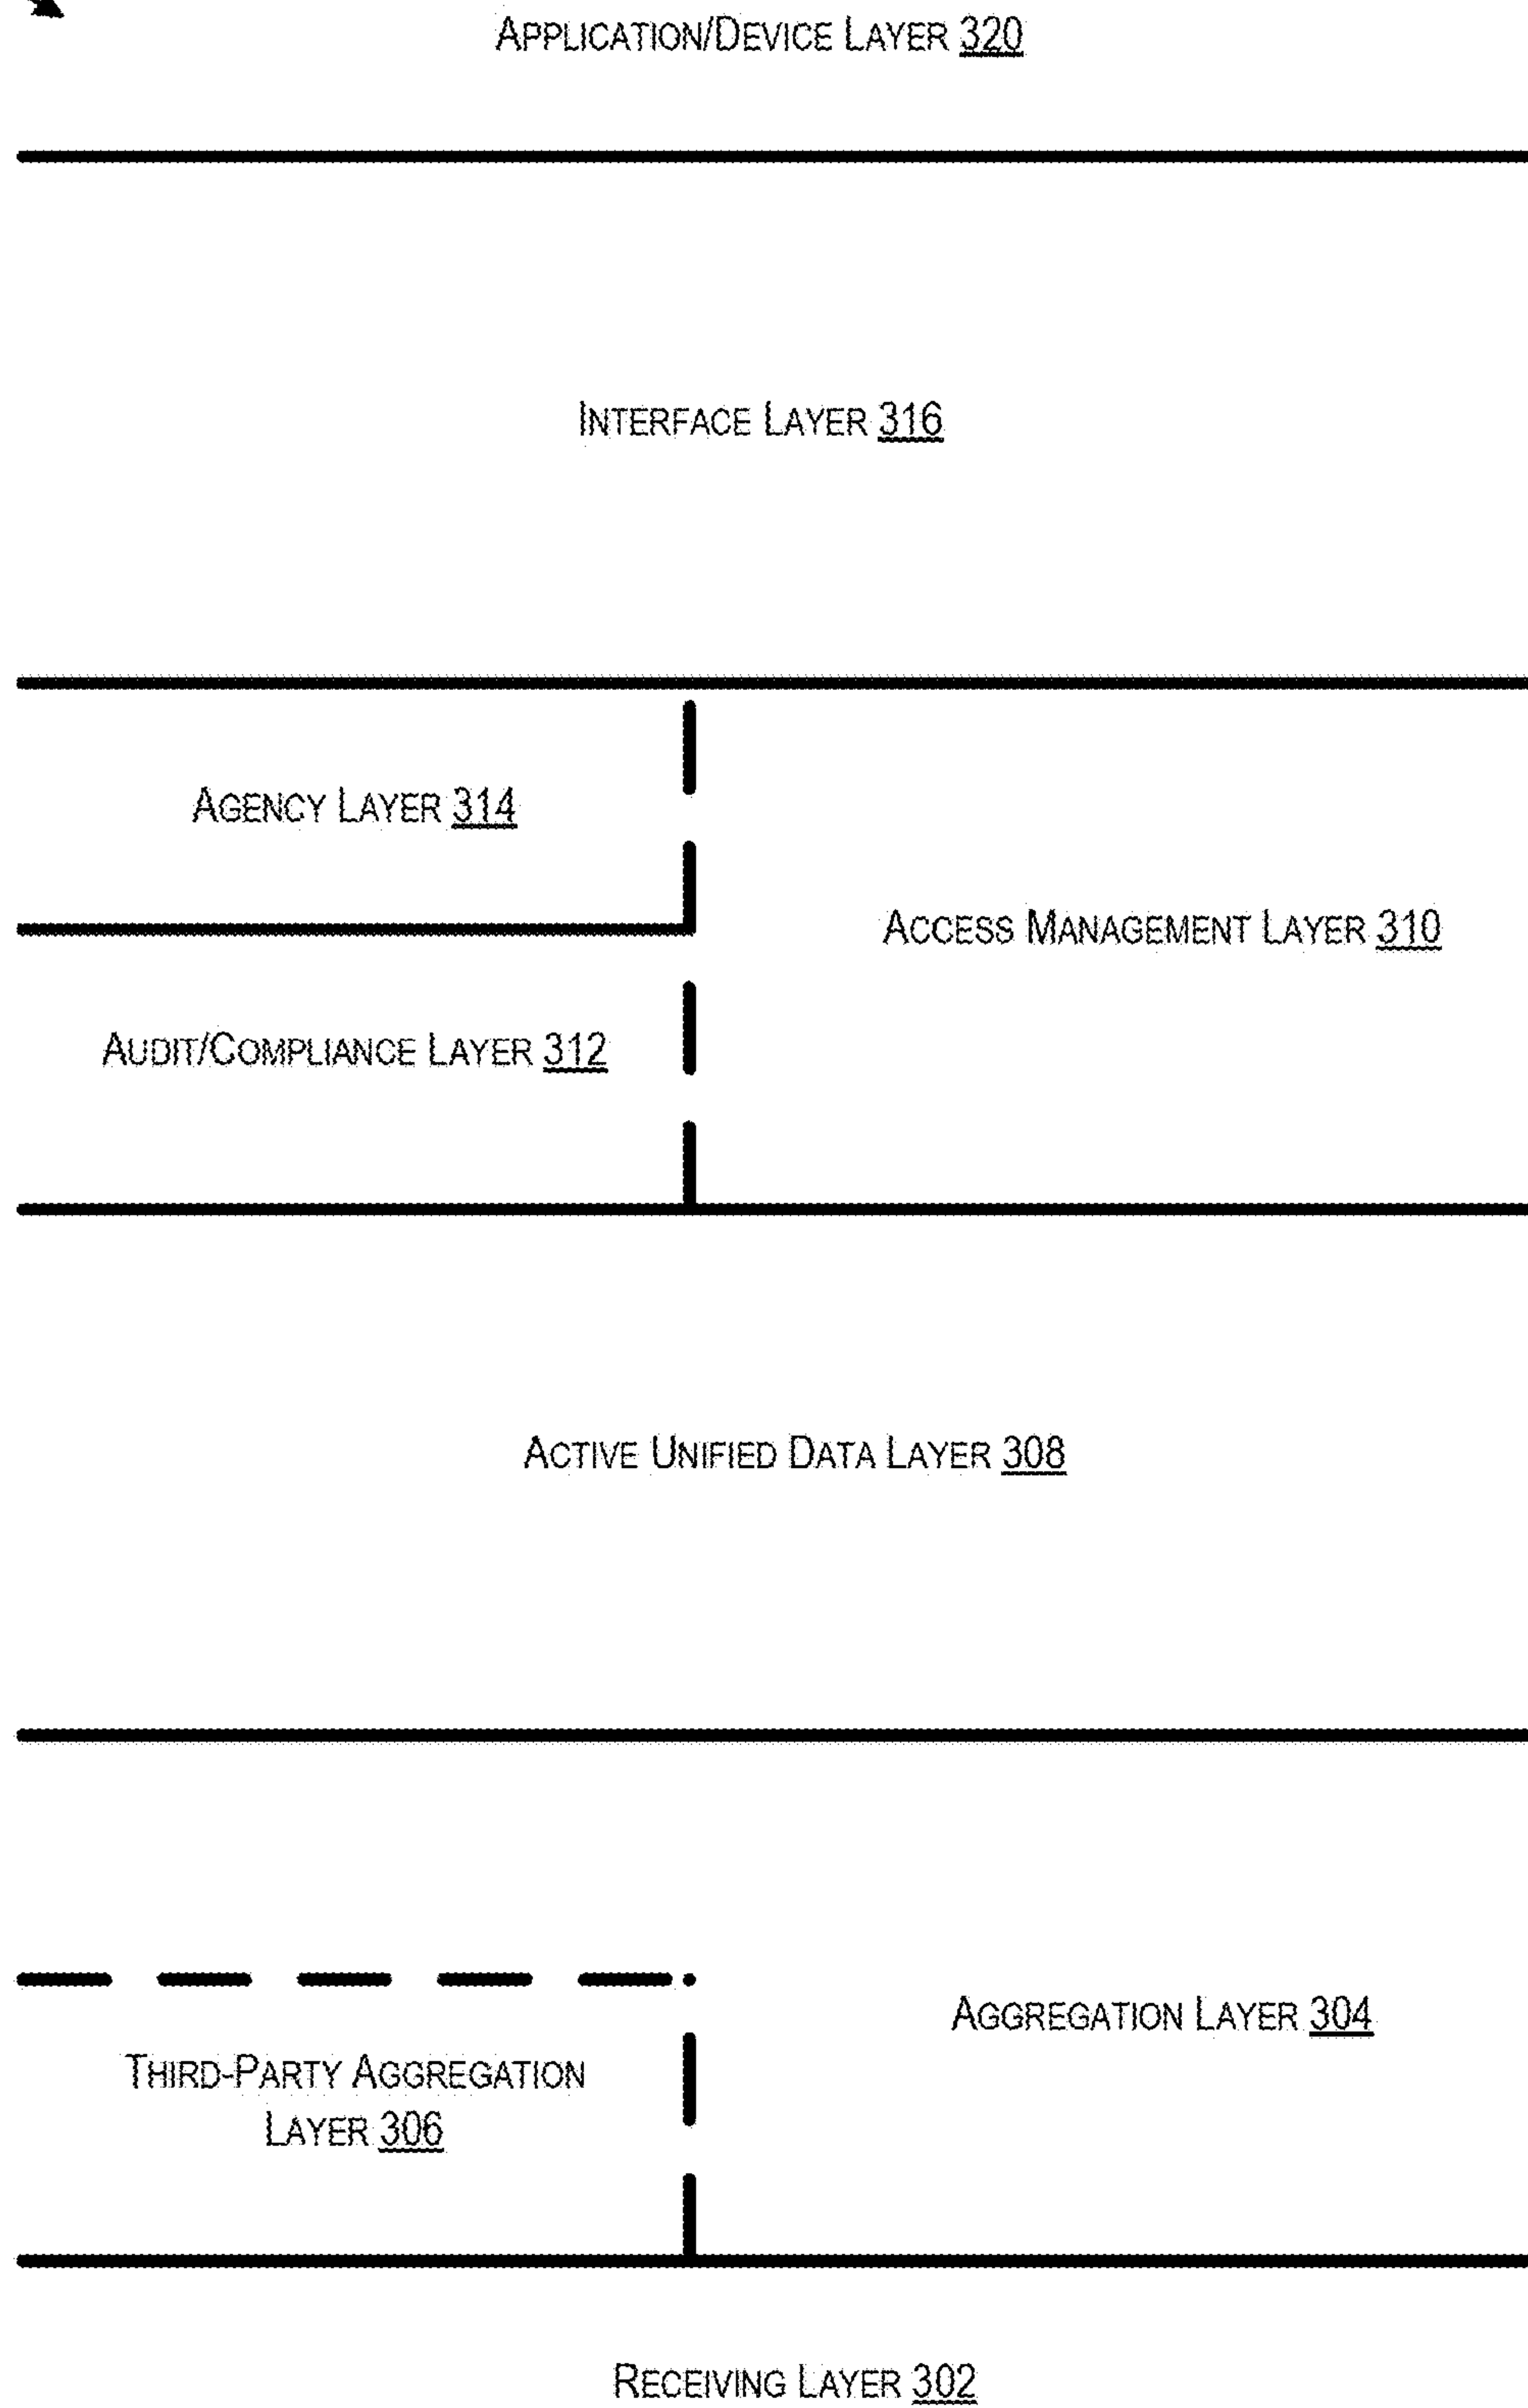 APPLICATION/DEVICE LAYER 320
INTERFACE LAYER 316
AGENCY LAYER 314
ACCESS MANAGEMENT LAYER 310
AUDIT/COMPLIANCE LAYER 312
ACTIVE UNIFIED DATA LAYER 308
AGGREGATION LAYER 304
THIRD-PARTY AGGREGATION
LAYER 306
RECEIVING LAYER 302